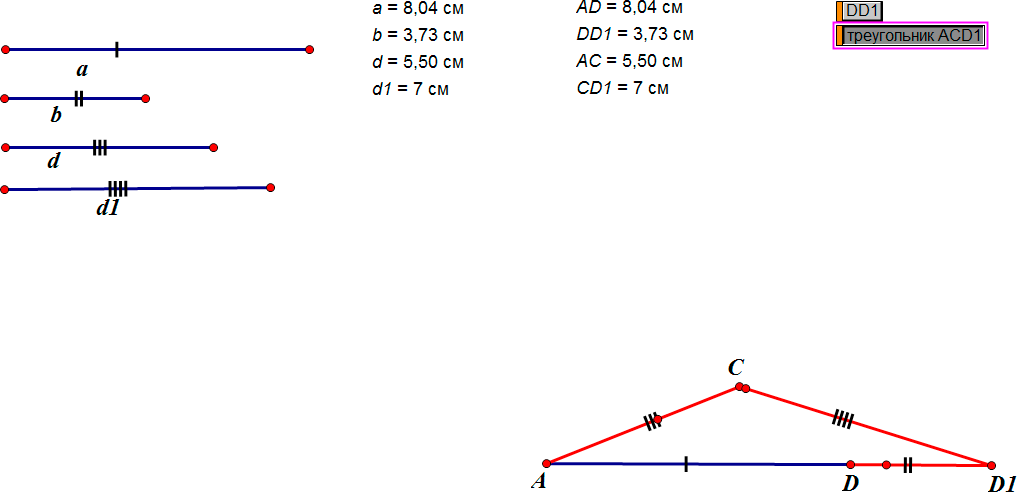 a
b
d
d1
a = 8,04 см
b = 3,73 см
d = 5,50 см
d1 = 7 см
AD = 8,04 см
DD1 = 3,73 см
AC = 5,50 см
CD1 = 7 см
DD1
треугольник ACD1
C
A
D
D1